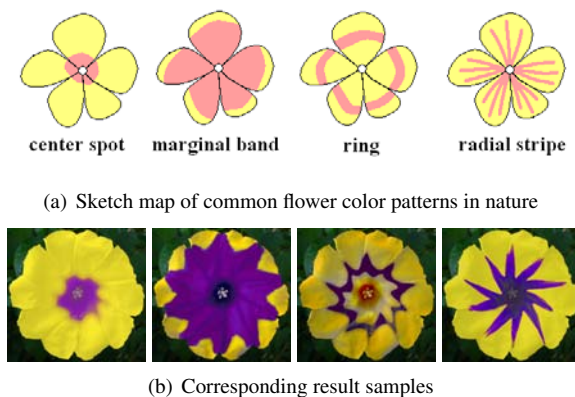 center spot marginal band ring radial stripe
(a) Sketch map of common flower color patterns in nature
(b) Corresponding result samples